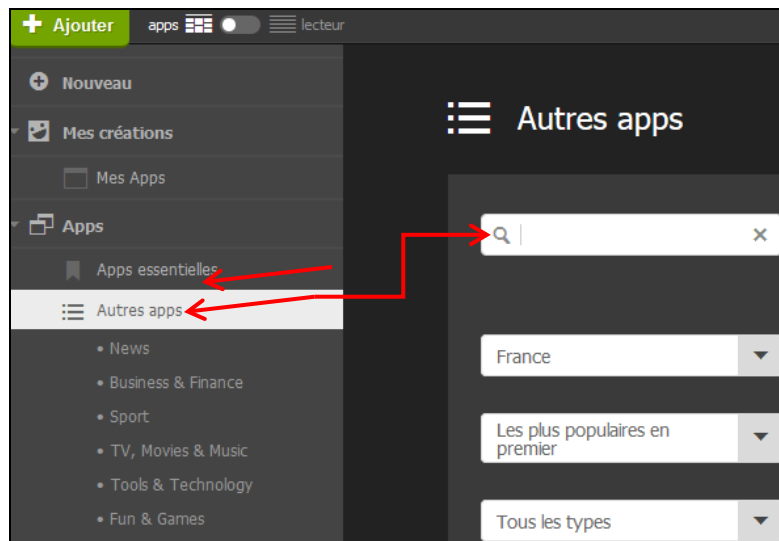 Ajouter
apps
lecteur
Nouveau
Mes créations
Mes Apps
Apps
Apps essentielles
Autres apps
• News
• Business & Finance
• Sport
• TV, Movies & Music
• Tools & Technology
• Fun & Games
Autres apps
France
Les plus populaires en
premier
Tous les types